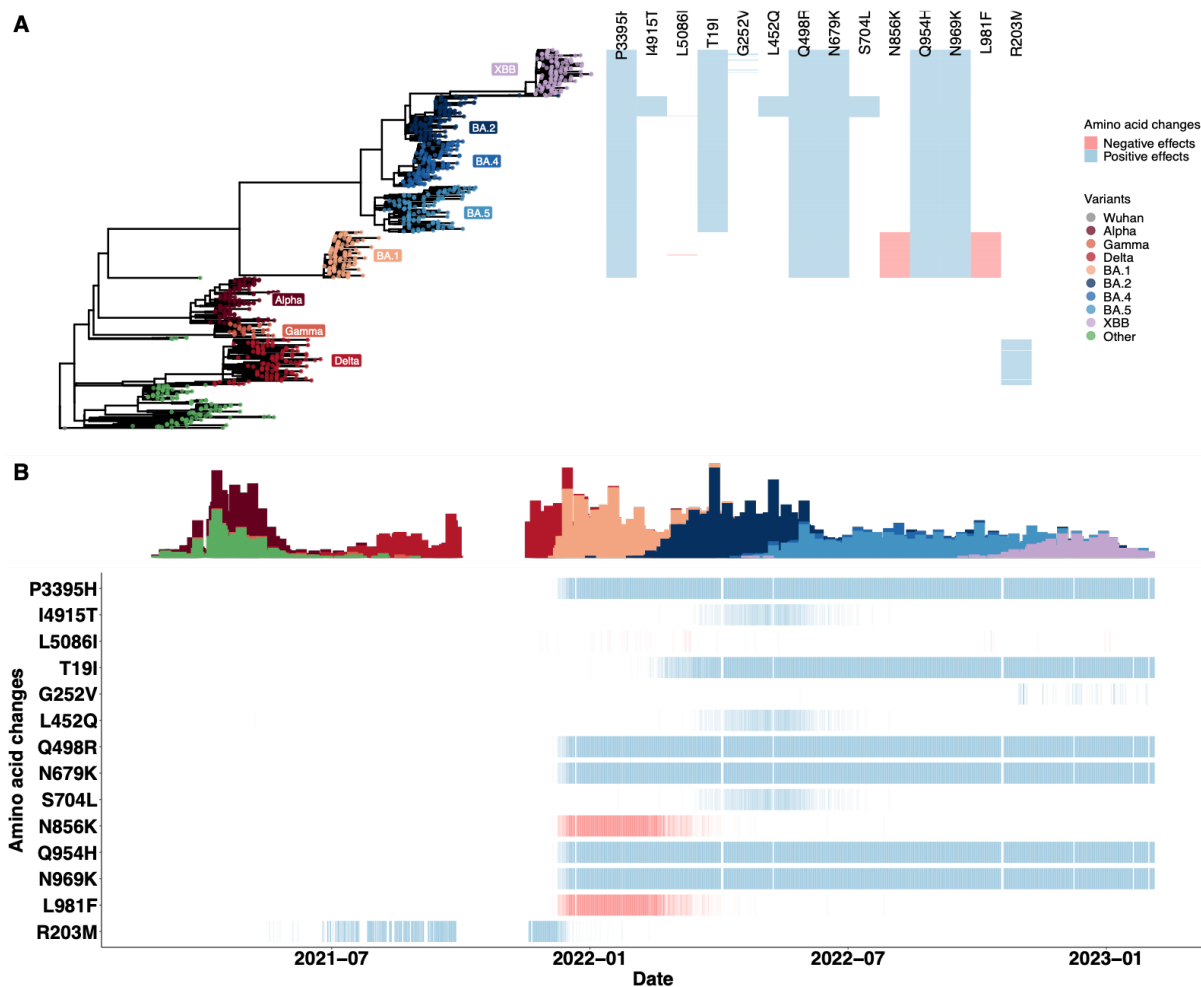 A
P3395H
I4915T
L5086I
T19I
G252V
L452Q
Q498R
N679K
S704L
N856K
Q954H
N969K
L981F
R203M
XBB
BA.2
BA.4
BA.5
BA.1
Alpha
Gamma
Delta
Amino acid changes
Negative effects
Positive effects
Variants
Wuhan
Alpha
Gamma
Delta
BA.1
BA.2
BA.4
BA.5
XBB
Other
B
Amino acid changes
P3395H
I4915T
L5086I
T19I
G252V
L452Q
Q498R
N679K
S704L
N856K
Q954H
N969K
L981F
R203M
2021−07
2022−01
2022−07
2023−01
Date